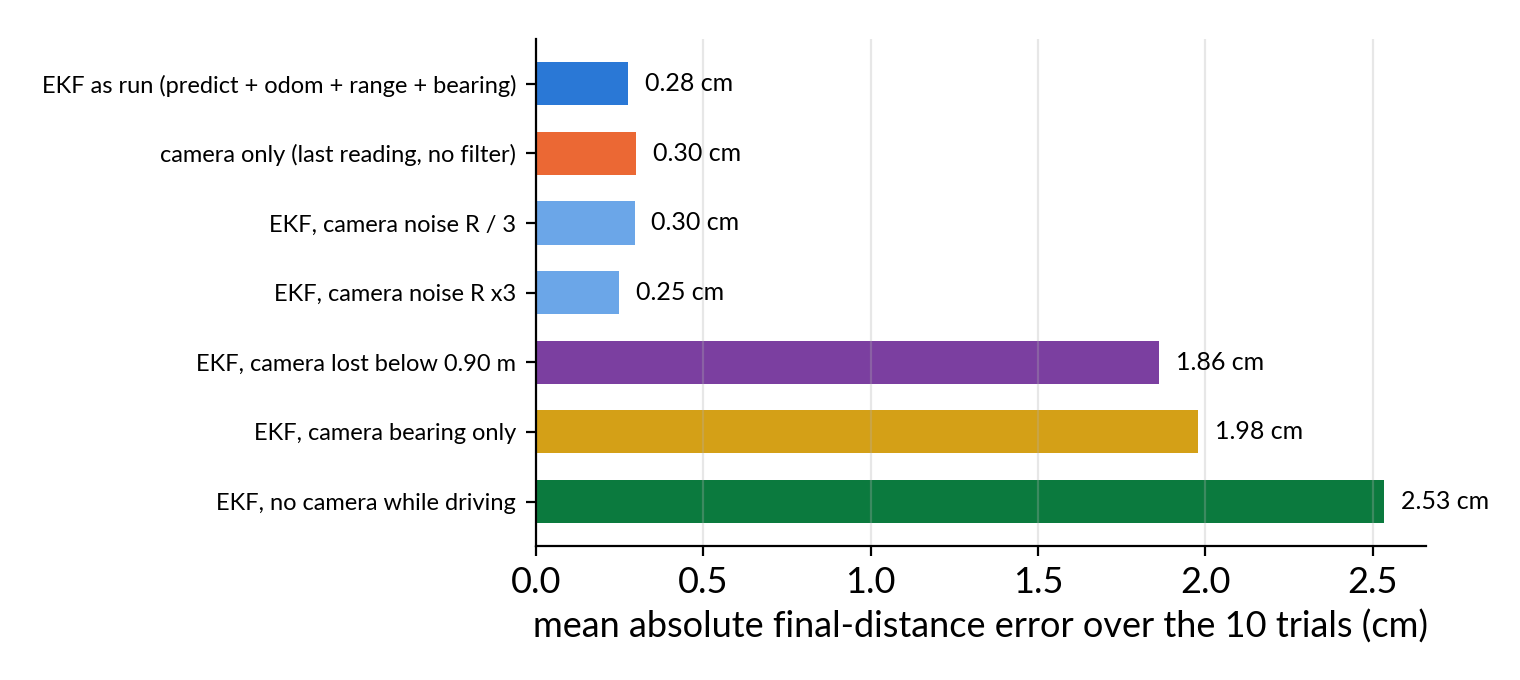 EKF as run (predict + odom + range + bearing)
0.28 cm
camera only (last reading, no filter)
0.30 cm
EKF, camera noise R / 3
0.30 cm
EKF, camera noise R x3
0.25 cm
EKF, camera lost below 0.90 m
1.86 cm
EKF, camera bearing only
1.98 cm
EKF, no camera while driving
2.53 cm
0.0 0.5 1.0 1.5 2.0 2.5
mean absolute final-distance error over the 10 trials (cm)